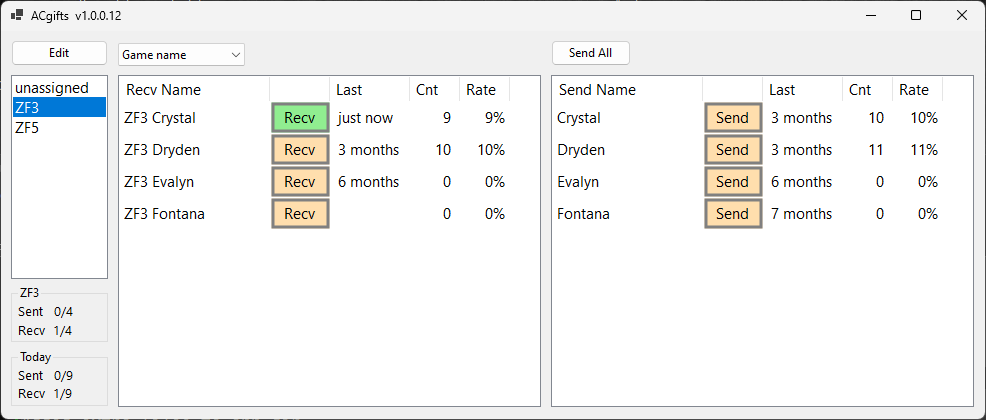 ACgifts v1.0.0.12
Edit
Game name
Send All
unassigned
ZF3
ZF5
Recv Name Last Cnt Rate
ZF3 Crystal Recv just now 9 9%
ZF3 Dryden Recv 3 months 10 10%
ZF3 Evalyn Recv 6 months 0 0%
ZF3 Fontana Recv 0 0%
Send Name Last Cnt Rate
Crystal Send 3 months 10 10%
Dryden Send 3 months 11 11%
Evalyn Send 6 months 0 0%
Fontana Send 7 months 0 0%
ZF3
Sent 0/4
Recv 1/4
Today
Sent 0/9
Recv 1/9